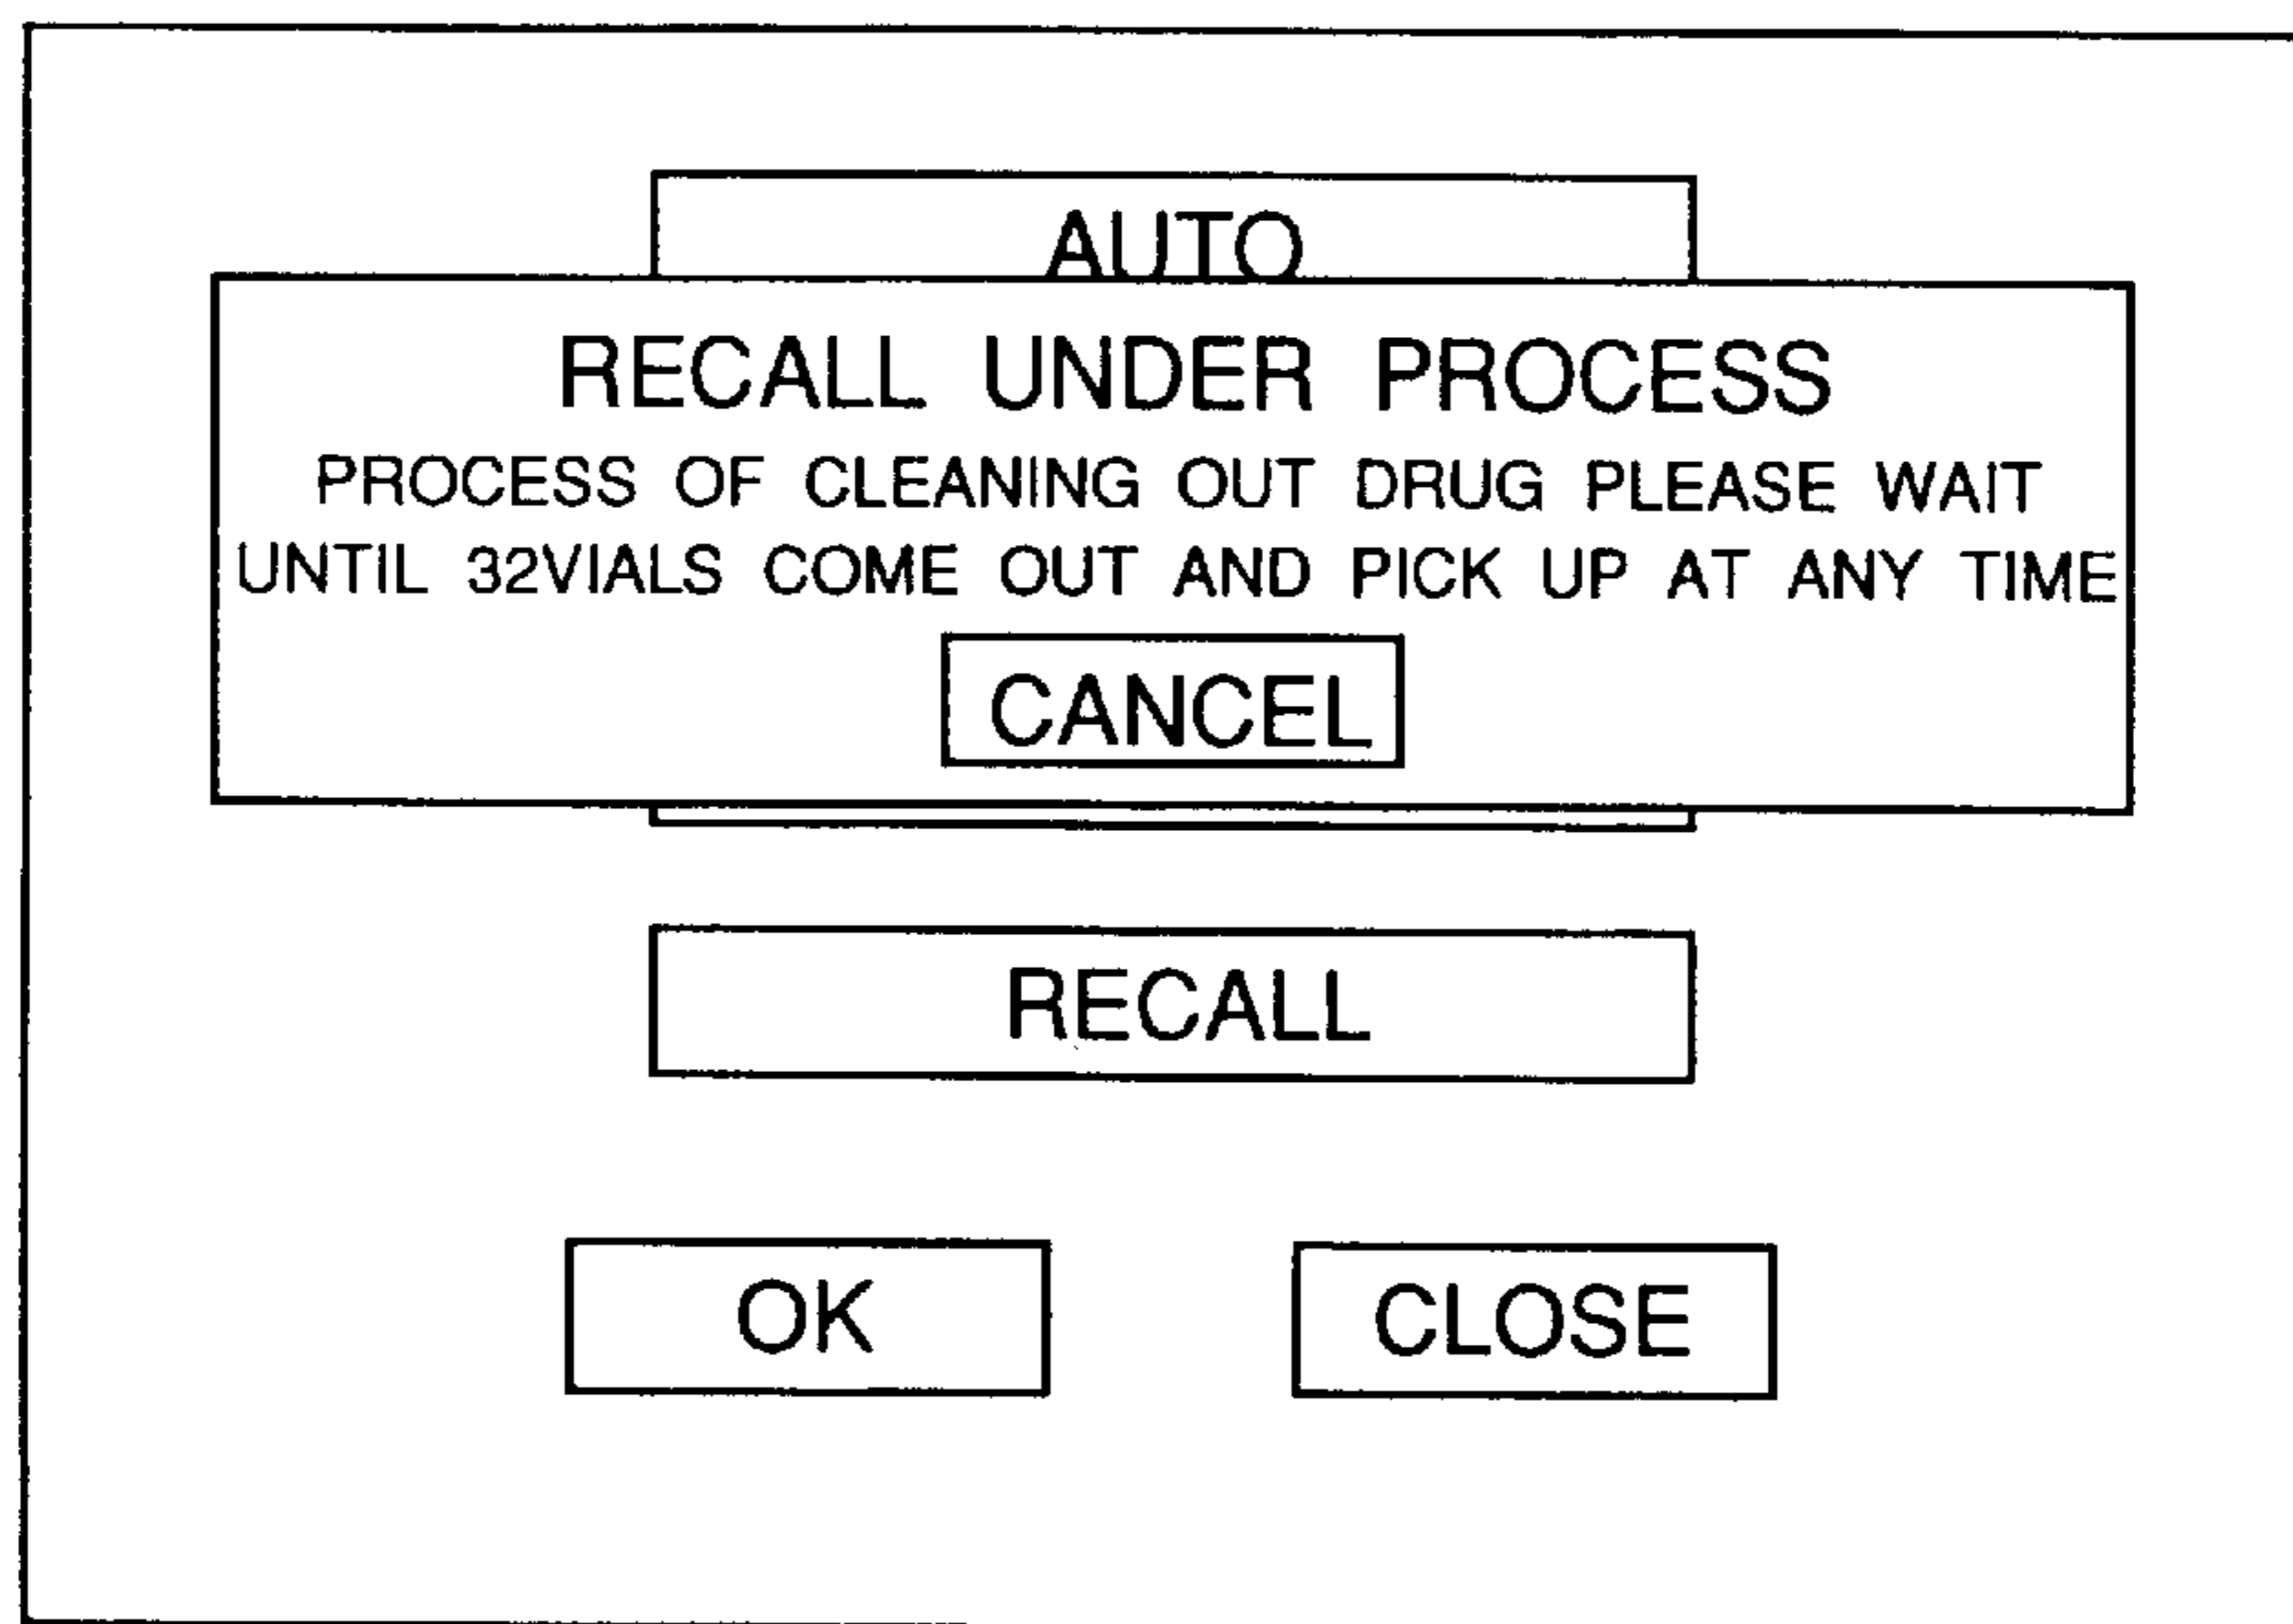 AUTO
RECALL UNDER PROCESS
PROCESS OF CLEANING OUT DRUG PLEASE WAIT
UNTIL 32VIALS COME OUT AND PICK UP AT ANY TIME
CANCEL
RECALL
OK CLOSE